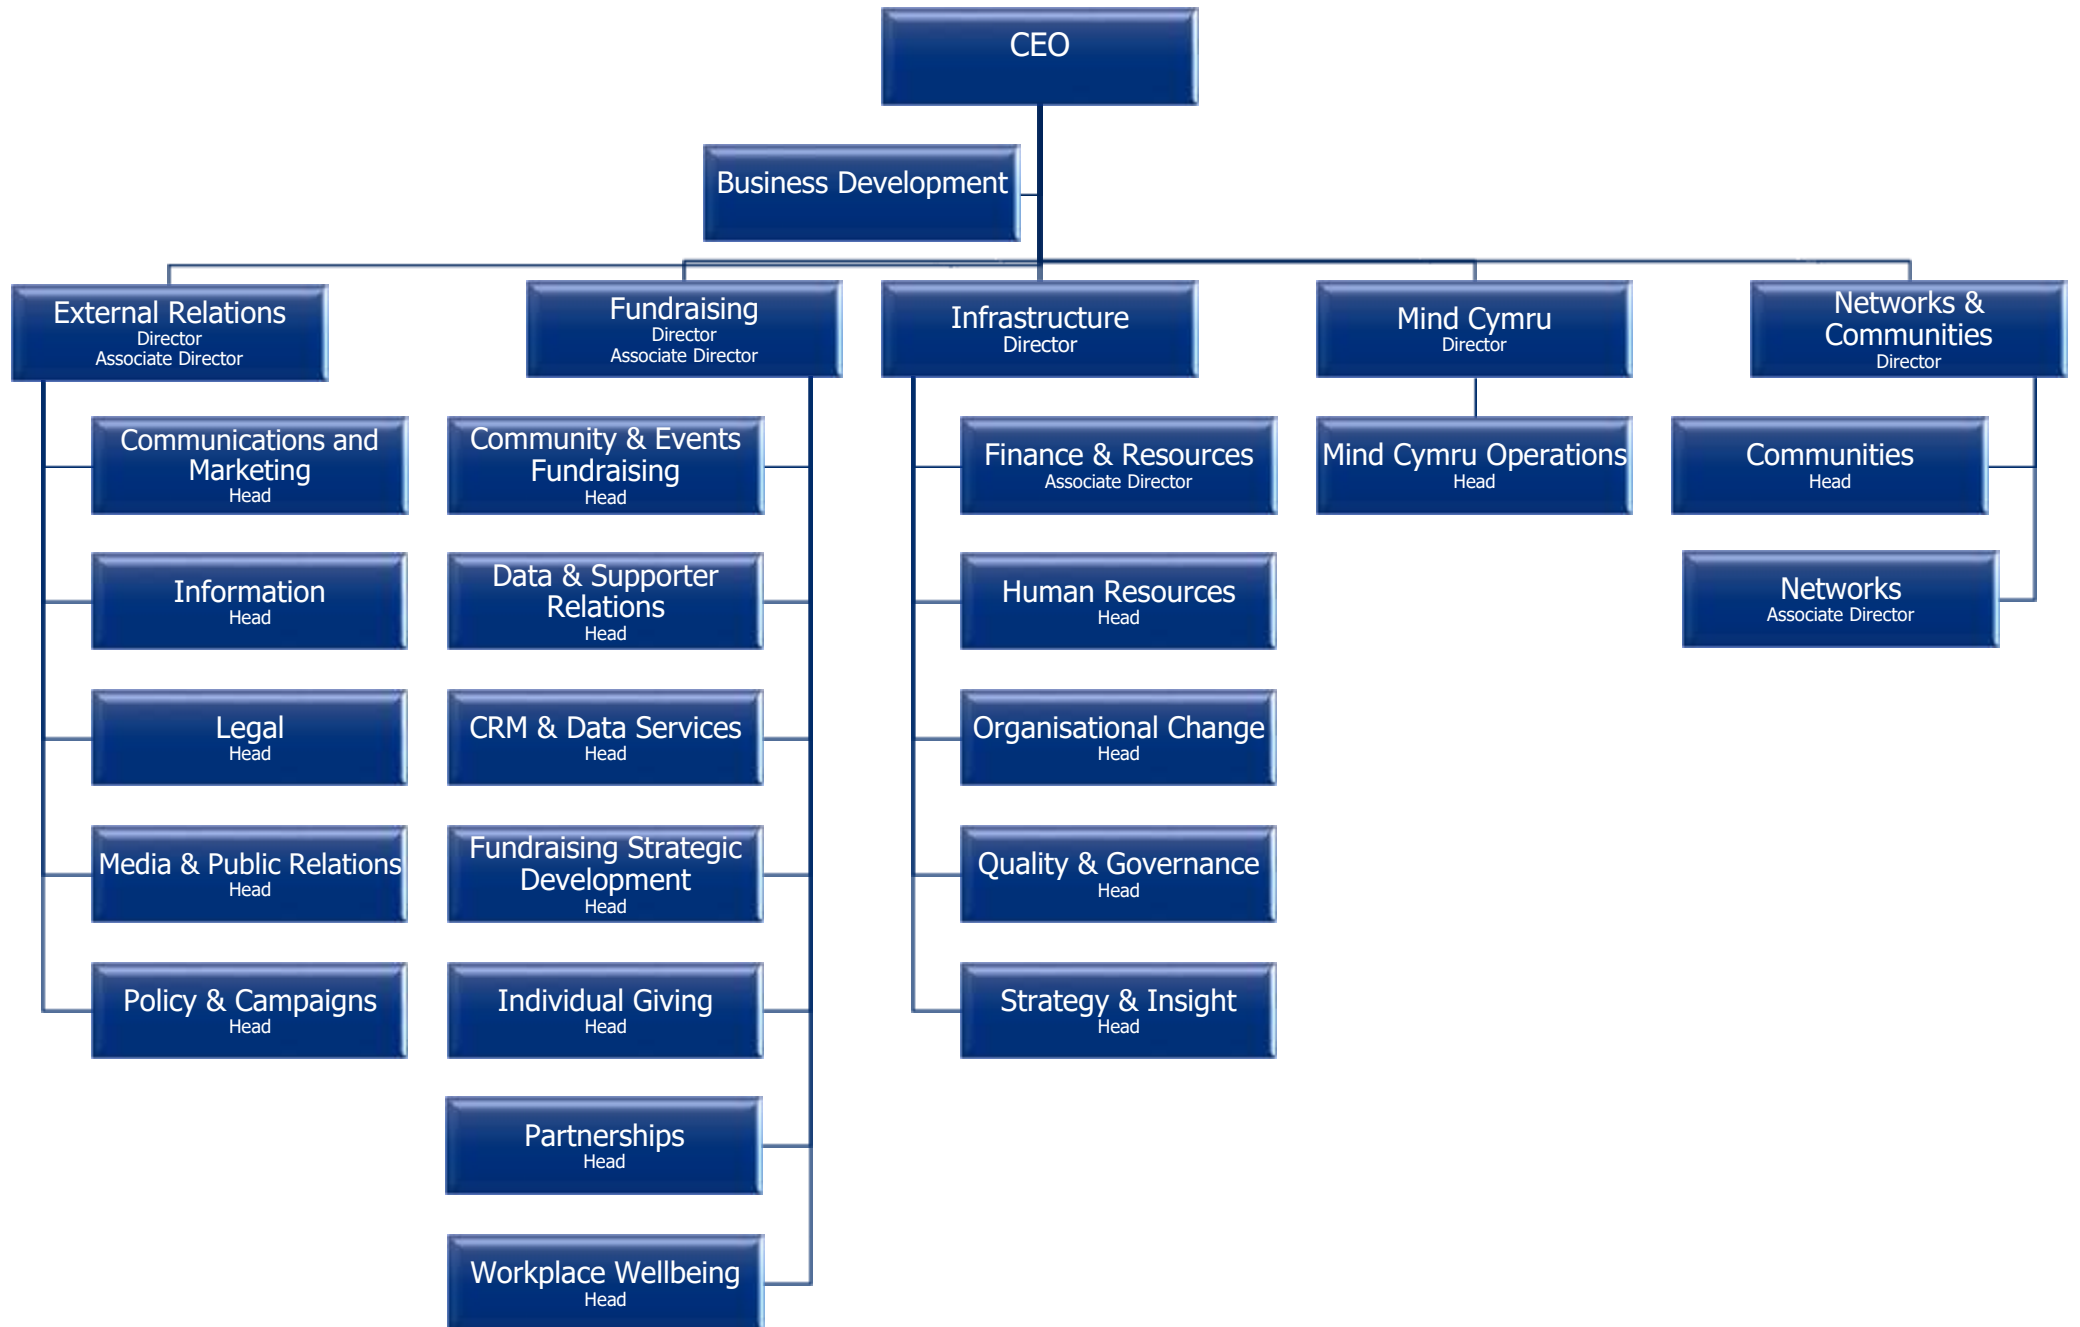 CEO
Business Development
External Relations
Director
Associate Director
Fundraising
Director
Associate Director
Infrastructure
Director
Mind Cymru
Director
Networks &
Communities
Director
Communications and
Marketing
Head
Information
Head
Legal
Head
Media & Public Relations
Head
Policy & Campaigns
Head
Community & Events
Fundraising
Head
Data & Supporter
Relations
Head
CRM & Data Services
Head
Fundraising Strategic
Development
Head
Individual Giving
Head
Partnerships
Head
Workplace Wellbeing
Head
Finance & Resources
Associate Director
Human Resources
Head
Organisational Change
Head
Quality & Governance
Head
Strategy & Insight
Head
Mind Cymru Operations
Head
Communities
Head
Networks
Associate Director